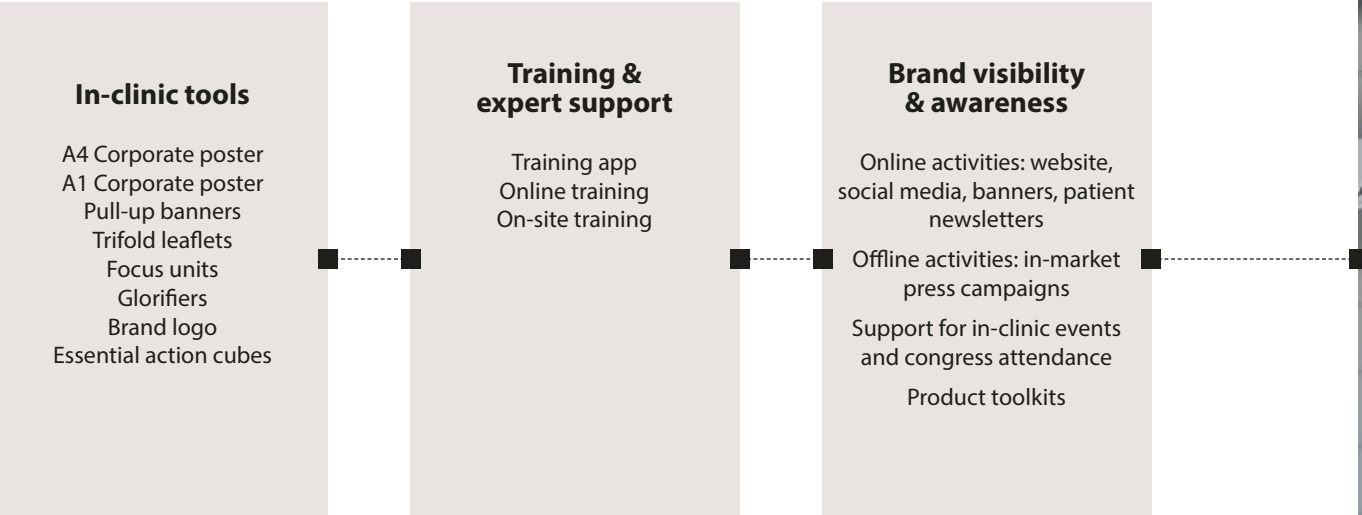 In-clinic tools
A4 Corporate poster
A1 Corporate poster
Pull-up banners
Trifold leaflets
Focus units
Glorifiers
Brand logo
Essential action cubes
Training &
expert support
Training app
Online training
On-site training
Brand visibility
& awareness
Online activities: website,
social media, banners, patient
newsletters
Offline activities: in-market
press campaigns
Support for in-clinic events
and congress attendance
Product toolkits